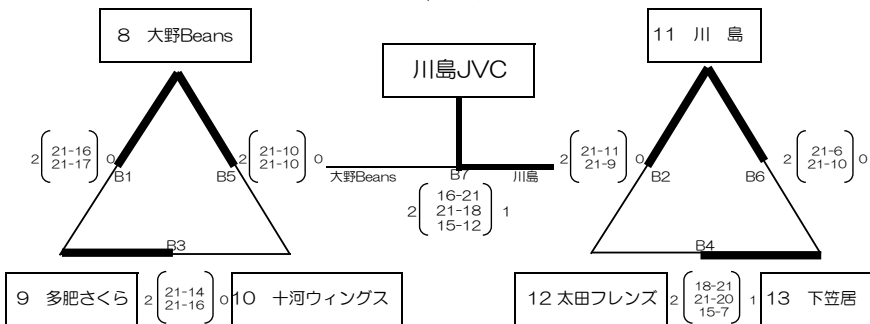 8 大野Beans
11 川 島
川島JVC
2 21-16 0
21-17
B1
2 21-10 0
21-10
B5
大野Beans B7 川島
2 16-21 1
21-18
15-12
2 21-11 0
21-9
B2
2 21-6 0
21-10
B6
B3
B4
9 多肥さくら
2 21-14 0
21-16
10 十河ウィングス
12 太田フレンズ
2 18-21 1
21-20
15-7
13 下笠居